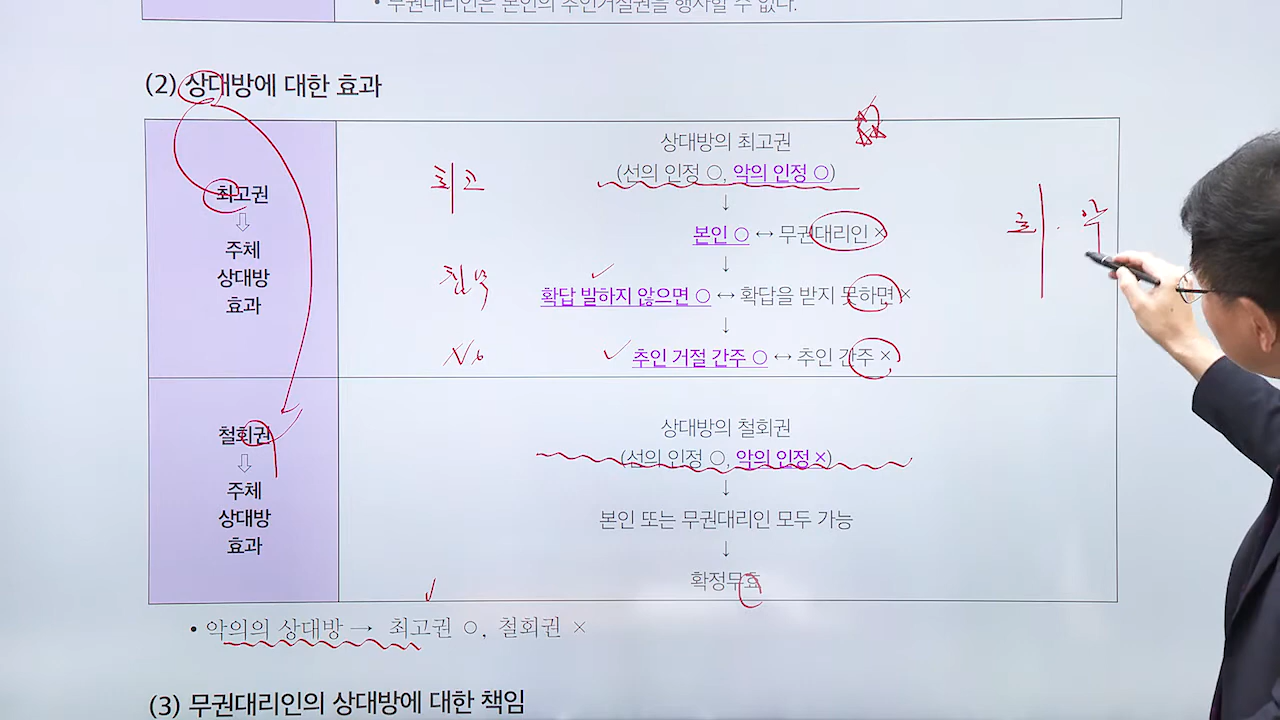 • 무권대리인은 본인의 추인거절권을 행사할 수 없다.
(2) 상대방에 대한 효과
최고권
⇩
주체
상대방
효과
상대방의 최고권
(선의 인정 ○, 악의 인정 ○)
↓
본인 ○ ↔ 무권대리인 ×
↓
확답 발하지 않으면 ○ ↔ 확답을 받지 못하면 ×
↓
추인 거절 간주 ○ ↔ 추인 간주 ×
최고
철회권
⇩
주체
상대방
효과
상대방의 철회권
(선의 인정 ○, 악의 인정 ×)
↓
본인 또는 무권대리인 모두 가능
↓
확정무효
• 악의의 상대방 → 최고권 ○, 철회권 ×
(3) 무권대리인의 상대방에 대한 책임